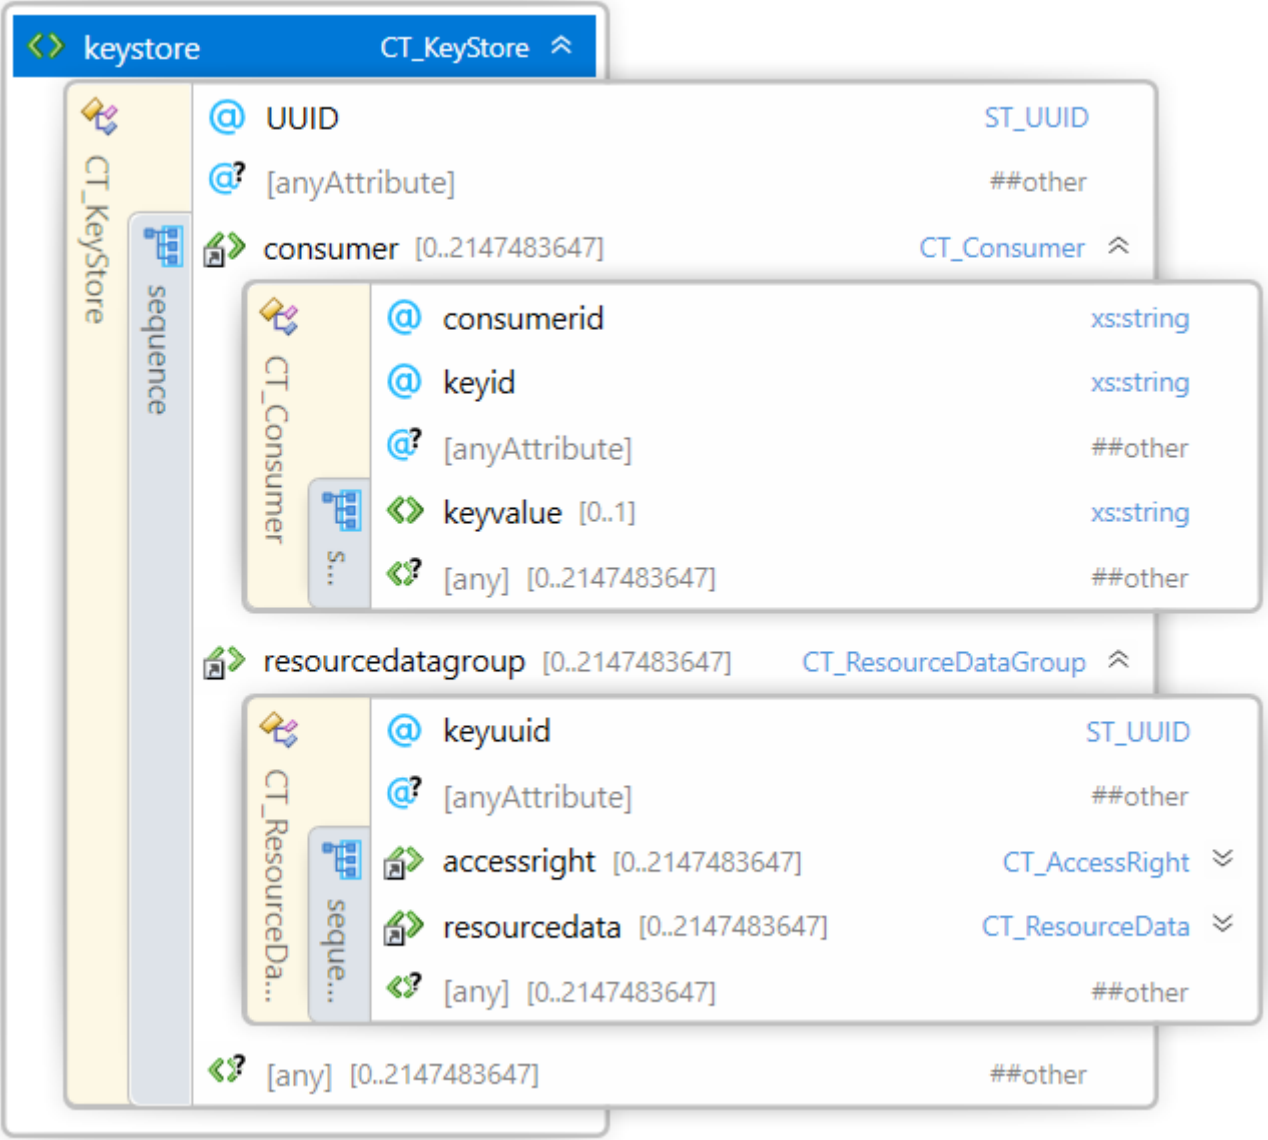 keystore CT_KeyStore
CT_KeyStore
sequence
@ UUID ST_UUID
@? [anyAttribute] ##other
consumer [0..2147483647] CT_Consumer
CT_Consumer
s...
@ consumerid xs:string
@ keyid xs:string
@? [anyAttribute] ##other
keyvalue [0..1] xs:string
? [any] [0..2147483647] ##other
resourcedatagroup [0..2147483647] CT_ResourceDataGroup
CT_ResourceDa...
seque...
@ keyuuid ST_UUID
@? [anyAttribute] ##other
accessright [0..2147483647] CT_AccessRight
resourcedata [0..2147483647] CT_ResourceData
? [any] [0..2147483647] ##other
? [any] [0..2147483647] ##other